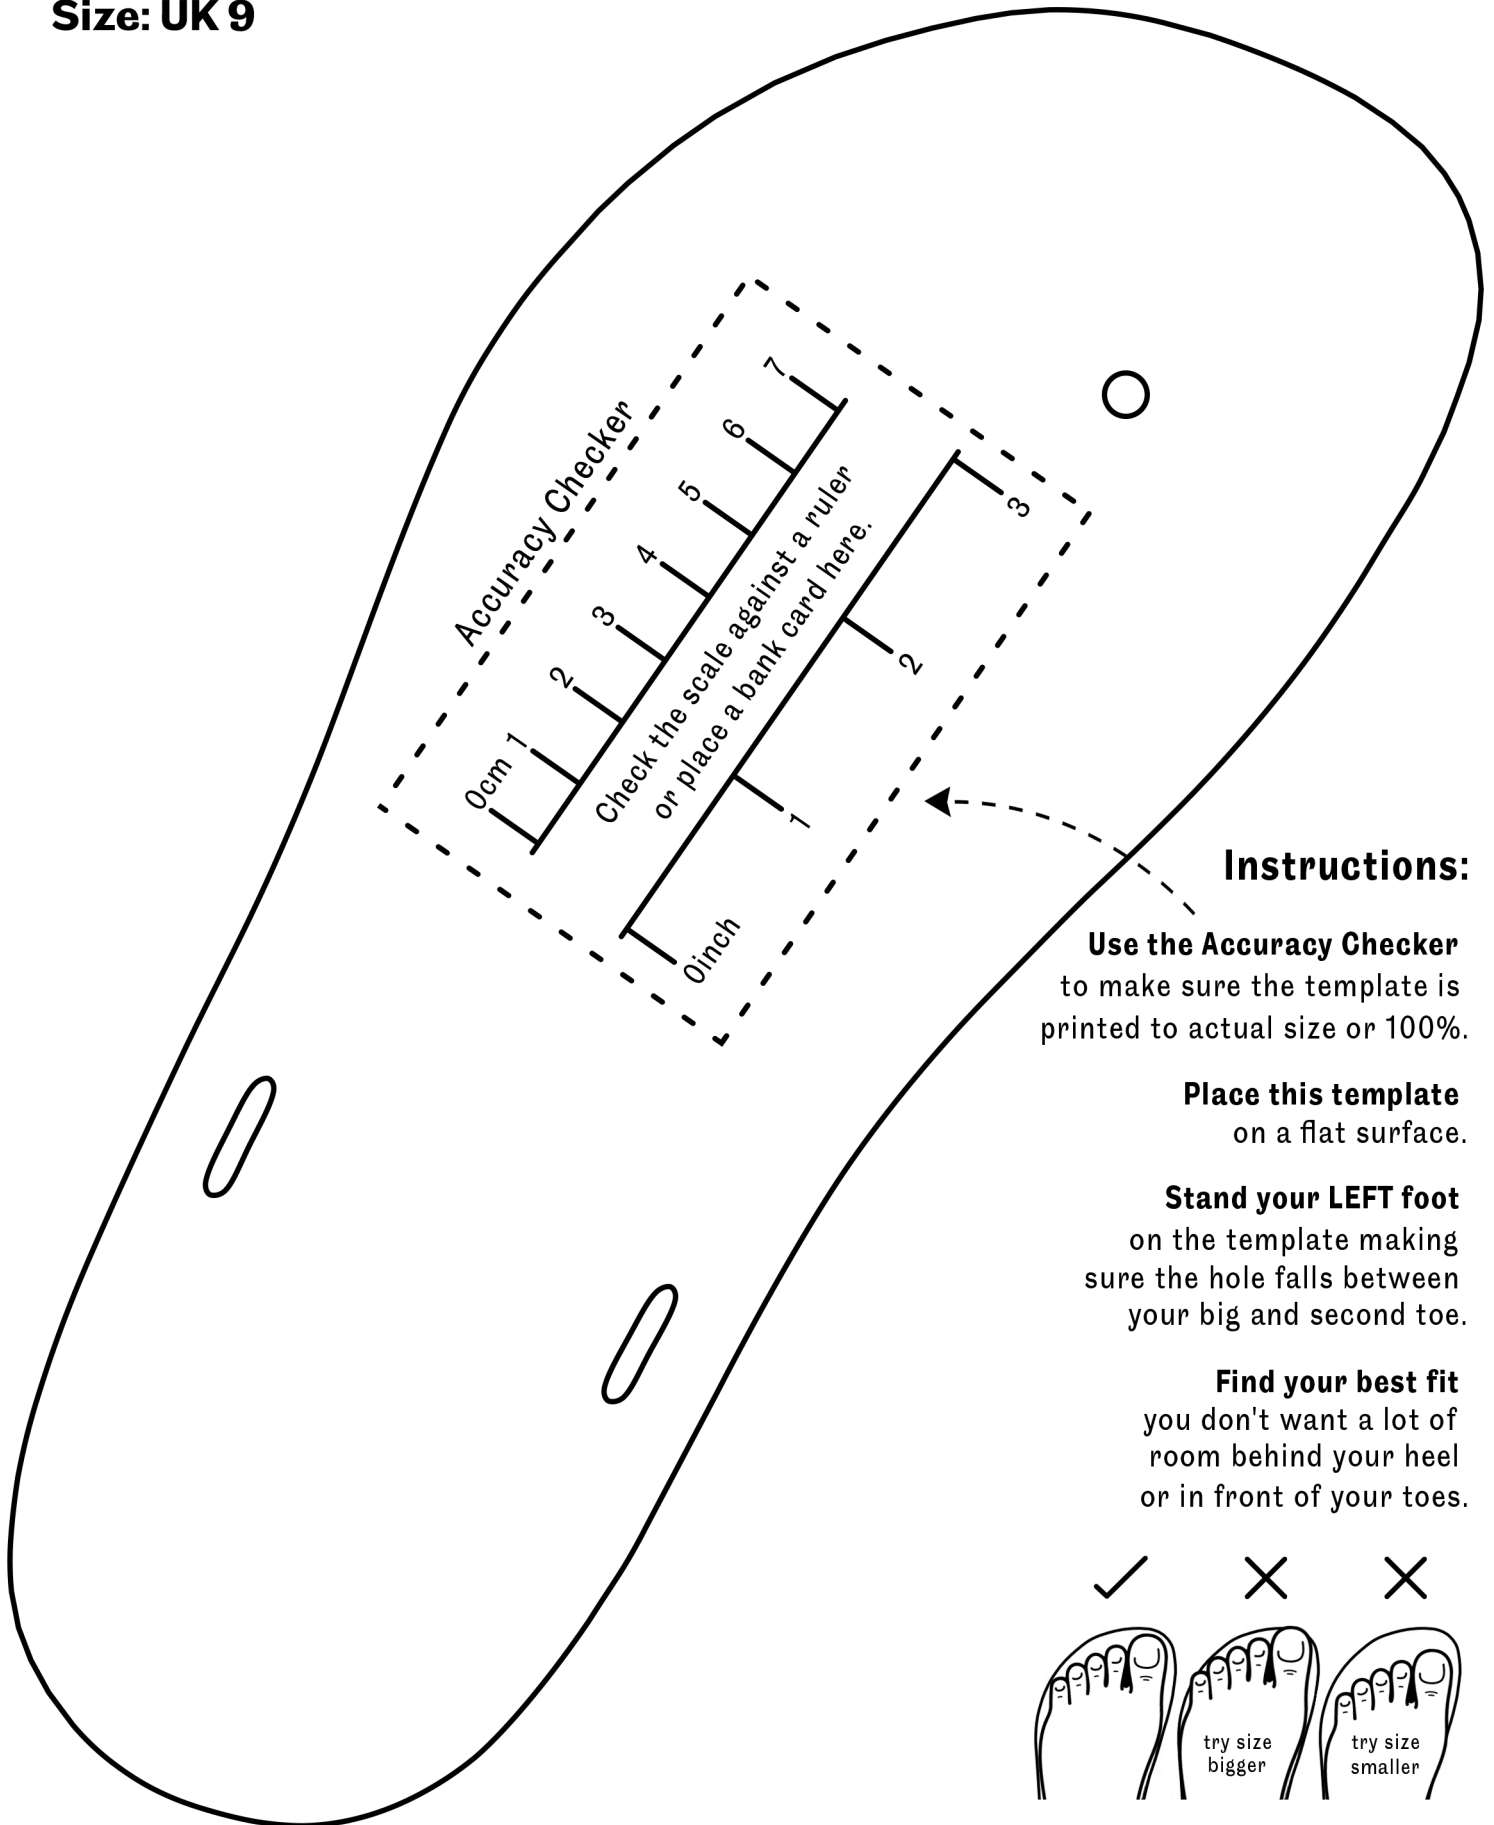 Size: UK 9
Accuracy Checker
0cm 1 2 3 4 5 6 7
Check the scale against a ruler
or place a bank card here.
0inch 1 2 3
Instructions:
Use the Accuracy Checker
to make sure the template is
printed to actual size or 100%.
Place this template
on a flat surface.
Stand your LEFT foot
on the template making
sure the hole falls between
your big and second toe.
Find your best fit
you don't want a lot of
room behind your heel
or in front of your toes.
try size
bigger
try size
smaller